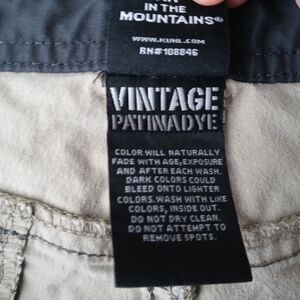 IN THE
MOUNTAINS®
WWW.KUHL.COM
RN#108846
VINTAGE
PATINADYE
COLOR WILL NATURALLY
FADE WITH AGE,EXPOSURE
AND AFTER EACH WASH.
DARK COLORS COULD
BLEED ONTO LIGHTER
COLORS.WASH WITH LIKE
COLORS, INSIDE OUT.
DO NOT DRY CLEAN.
DO NOT ATTEMPT TO
REMOVE SPOTS.